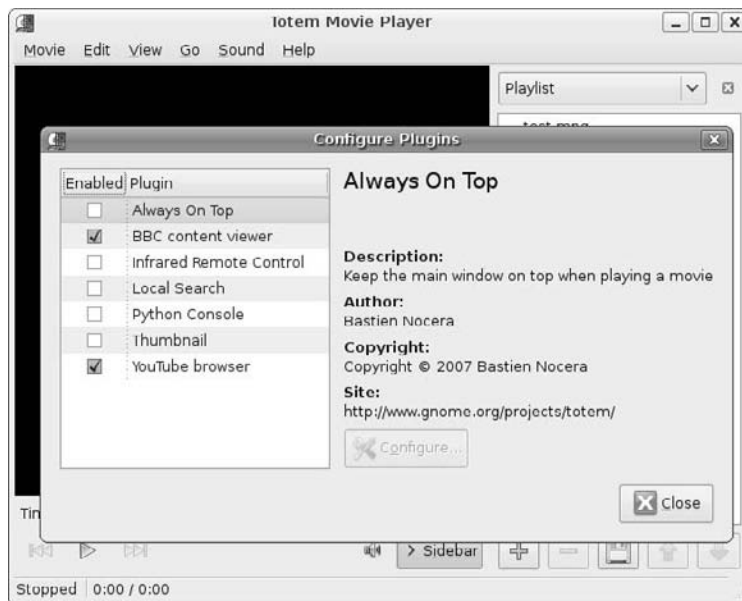 Totem Movie Player
Movie Edit View Go Sound Help
Playlist
test.mpg
Configure Plugins
Enabled Plugin
Always On Top
BBC content viewer
Infrared Remote Control
Local Search
Python Console
Thumbnail
YouTube browser
Always On Top
Description:
Keep the main window on top when playing a movie
Author:
Bastien Nocera
Copyright:
Copyright © 2007 Bastien Nocera
Site:
http://www.gnome.org/projects/totem/
Configure...
Close
Sidebar
Stopped 0:00 / 0:00